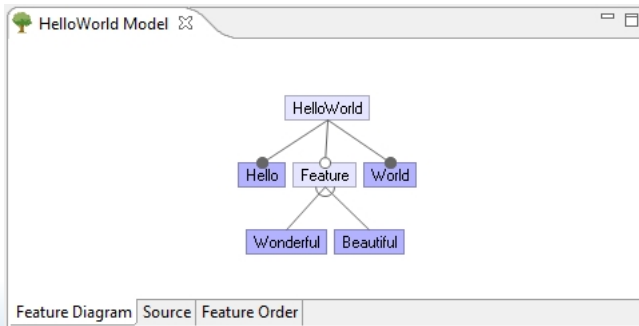 HelloWorld Model
HelloWorld
Hello Feature World
Wonderful Beautiful
Feature Diagram Source Feature Order